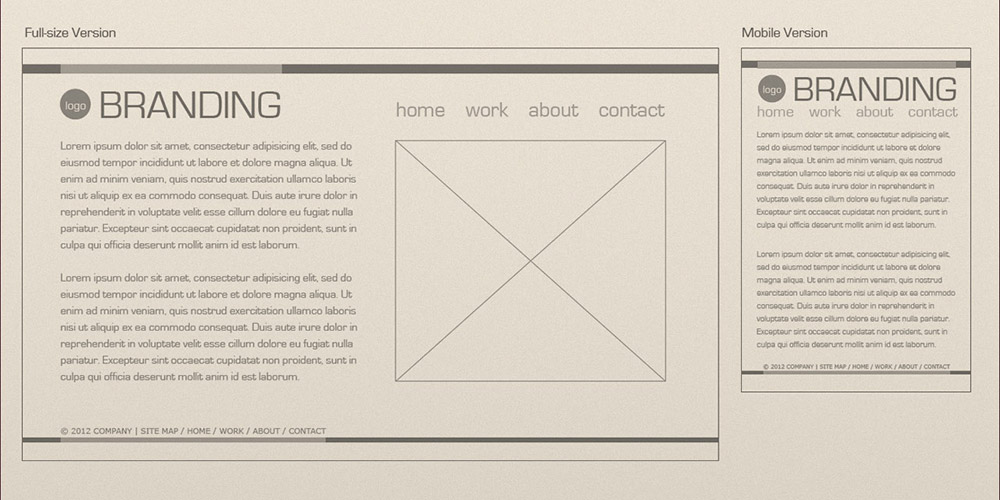 Full-size Version
logo BRANDING
home work about contact
Lorem ipsum dolor sit amet, consectetur adipisicing elit, sed do
eiusmod tempor incididunt ut labore et dolore magna aliqua. Ut
enim ad minim veniam, quis nostrud exercitation ullamco laboris
nisi ut aliquip ex ea commodo consequat. Duis aute irure dolor in
reprehenderit in voluptate velit esse cillum dolore eu fugiat nulla
pariatur. Excepteur sint occaecat cupidatat non proident, sunt in
culpa qui officia deserunt mollit anim id est laborum.
Lorem ipsum dolor sit amet, consectetur adipisicing elit, sed do
eiusmod tempor incididunt ut labore et dolore magna aliqua. Ut
enim ad minim veniam, quis nostrud exercitation ullamco laboris
nisi ut aliquip ex ea commodo consequat. Duis aute irure dolor in
reprehenderit in voluptate velit esse cillum dolore eu fugiat nulla
pariatur. Excepteur sint occaecat cupidatat non proident, sunt in
culpa qui officia deserunt mollit anim id est laborum.
© 2012 COMPANY | SITE MAP / HOME / WORK / ABOUT / CONTACT
Mobile Version
logo BRANDING
home work about contact
Lorem ipsum dolor sit amet, consectetur adipisicing elit,
sed do eiusmod tempor incididunt ut labore et dolore
magna aliqua. Ut enim ad minim veniam, quis nostrud
exercitation ullamco laboris nisi ut aliquip ex ea commodo
consequat. Duis aute irure dolor in reprehenderit in
voluptate velit esse cillum dolore eu fugiat nulla pariatur.
Excepteur sint occaecat cupidatat non proident, sunt in
culpa qui officia deserunt mollit anim id est laborum.
Lorem ipsum dolor sit amet, consectetur adipisicing elit,
sed do eiusmod tempor incididunt ut labore et dolore
magna aliqua. Ut enim ad minim veniam, quis nostrud
exercitation ullamco laboris nisi ut aliquip ex ea commodo
consequat. Duis aute irure dolor in reprehenderit in
voluptate velit esse cillum dolore eu fugiat nulla pariatur.
Excepteur sint occaecat cupidatat non proident, sunt in
culpa qui officia deserunt mollit anim id est laborum.
© 2012 COMPANY | SITE MAP / HOME / WORK / ABOUT / CONTACT